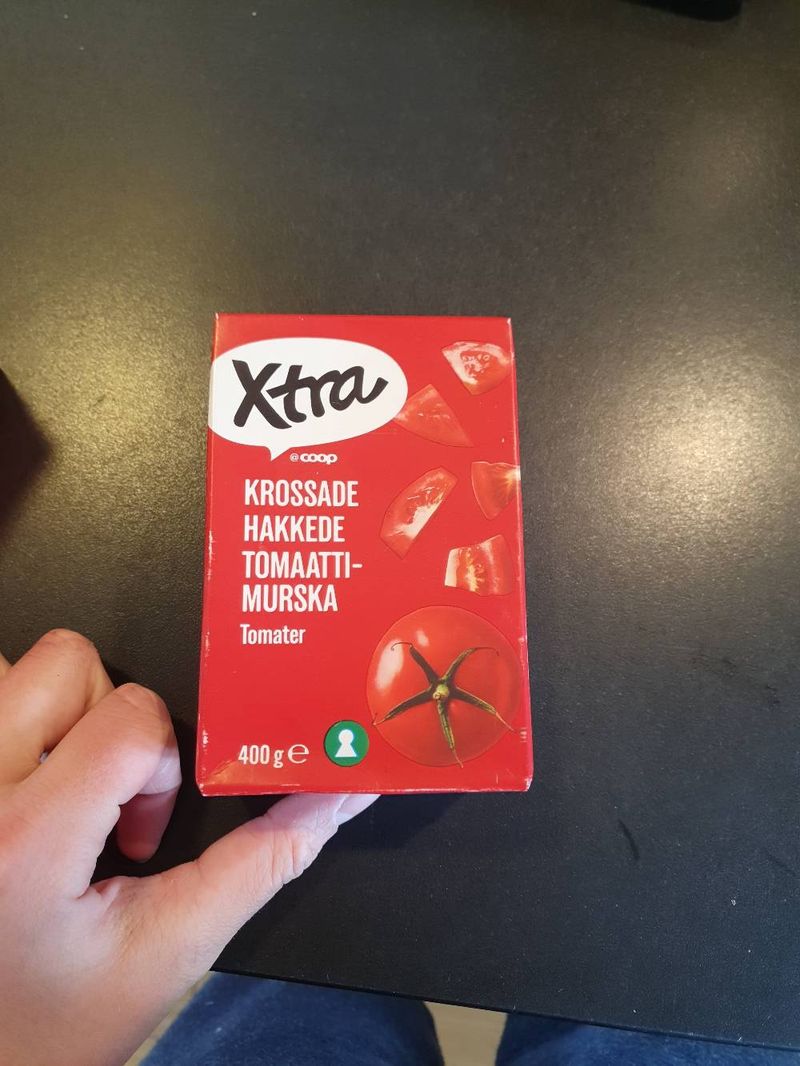 Xtra
coop
KROSSADE
HAKKEDE
TOMAATTI-
MURSKA
Tomater
400 g ℮